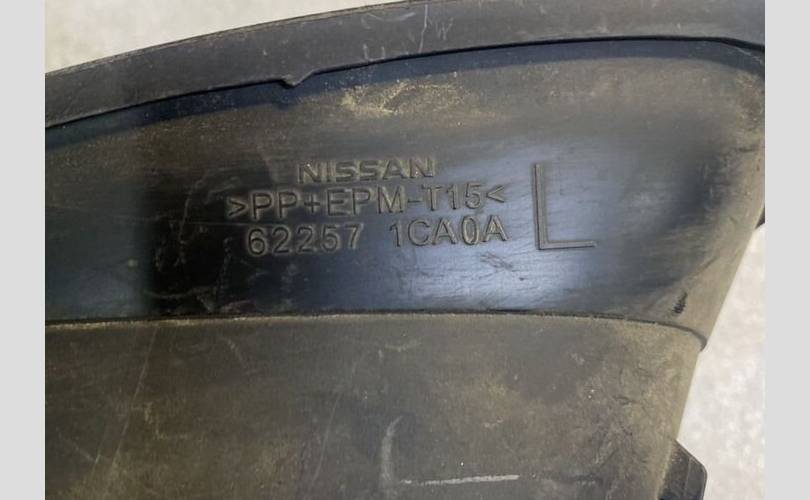 NISSAN
>PP+EPM-T15<
62257 1CA0A
L